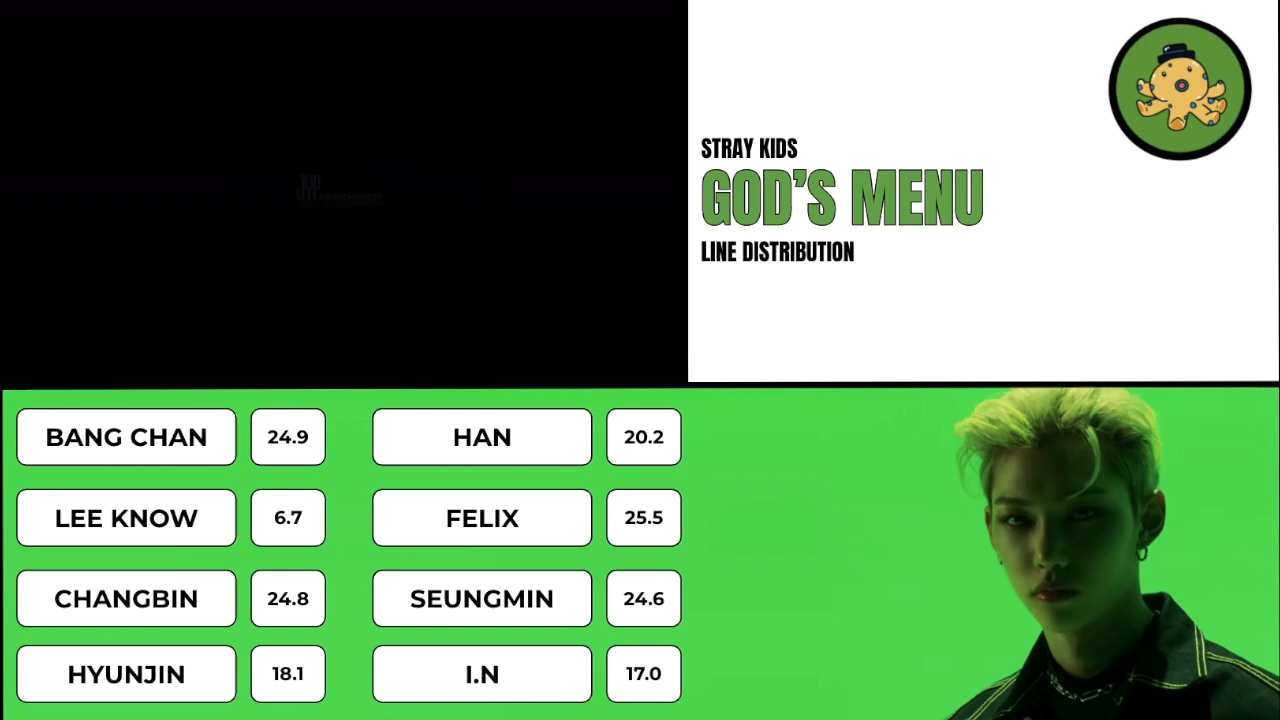 JYP
STRAY KIDS
GOD'S MENU
LINE DISTRIBUTION
BANG CHAN 24.9 HAN 20.2
LEE KNOW 6.7 FELIX 25.5
CHANGBIN 24.8 SEUNGMIN 24.6
HYUNJIN 18.1 I.N 17.0